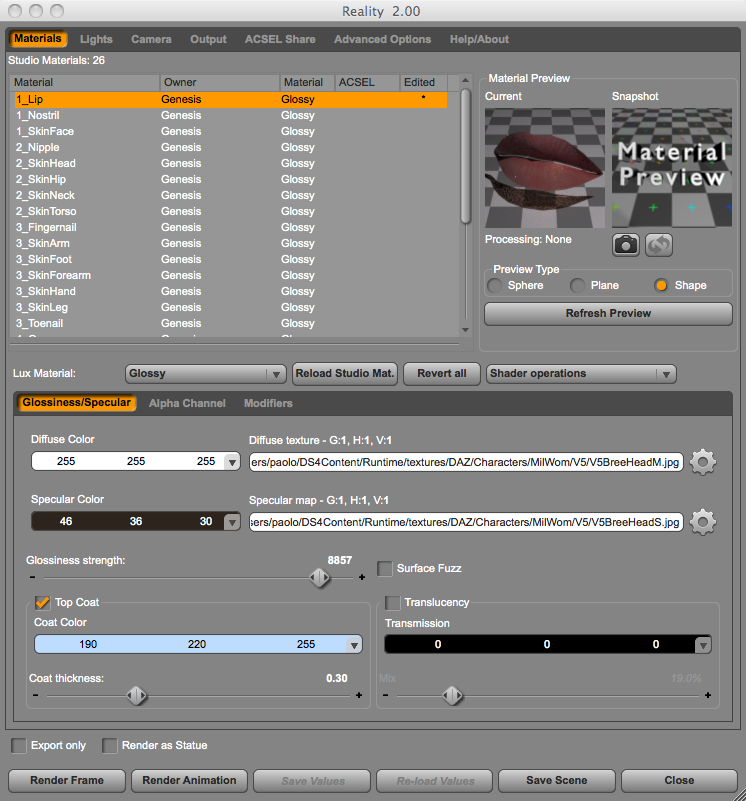 Reality 2.00
Materials Lights Camera Output ACSEL Share Advanced Options Help/About
Studio Materials: 26
Material Owner Material ACSEL Edited
1_Lip Genesis Glossy *
1_Nostril Genesis Glossy
1_SkinFace Genesis Glossy
2_Nipple Genesis Glossy
2_SkinHead Genesis Glossy
2_SkinHip Genesis Glossy
2_SkinNeck Genesis Glossy
2_SkinTorso Genesis Glossy
3_Fingernail Genesis Glossy
3_SkinArm Genesis Glossy
3_SkinFoot Genesis Glossy
3_SkinForearm Genesis Glossy
3_SkinHand Genesis Glossy
3_SkinLeg Genesis Glossy
3_Toenail Genesis Glossy
Material Preview
Current Snapshot
Material
Preview
Processing: None
Preview Type
Sphere Plane Shape
Refresh Preview
Lux Material: Glossy Reload Studio Mat. Revert all Shader operations
Glossiness/Specular Alpha Channel Modifiers
Diffuse Color Diffuse texture - G:1, H:1, V:1
255 255 255 ers/paolo/DS4Content/Runtime/textures/DAZ/Characters/MilWom/V5/V5BreeHeadM.jpg
Specular Color Specular map - G:1, H:1, V:1
46 36 30 sers/paolo/DS4Content/Runtime/textures/DAZ/Characters/MilWom/V5/V5BreeHeadS.jpg
Glossiness strength: 8857 Surface Fuzz
- +
Top Coat Translucency
Coat Color Transmission
190 220 255 0 0 0
Coat thickness: 0.30 Mix 19.0%
- + - +
Export only Render as Statue
Render Frame Render Animation Save Values Re-load Values Save Scene Close